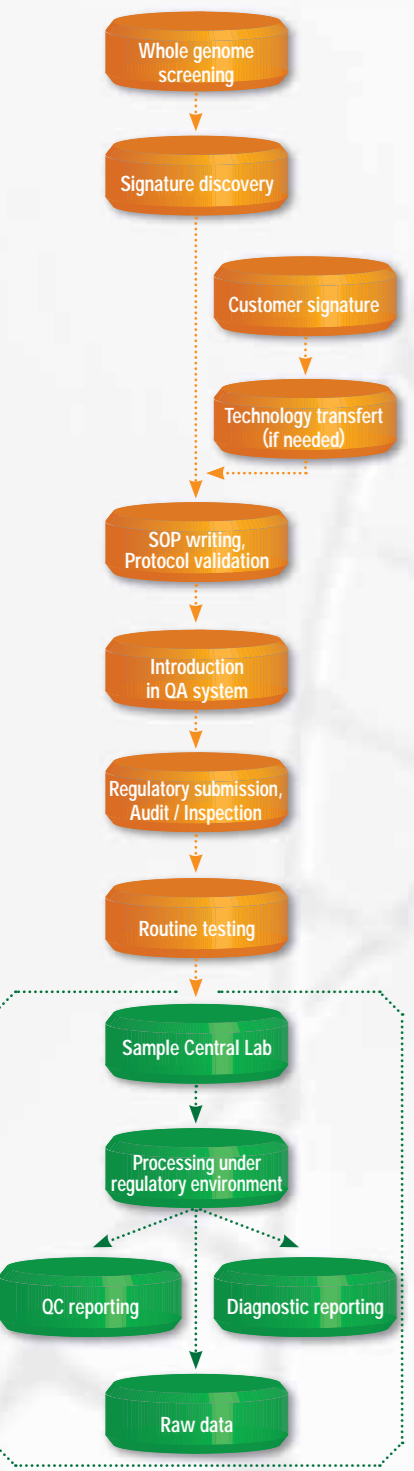 Whole genome
screening
Signature discovery
Customer signature
Technology transfert
(if needed)
SOP writing,
Protocol validation
Introduction
in QA system
Regulatory submission,
Audit / Inspection
Routine testing
Sample Central Lab
Processing under
regulatory environment
QC reporting
Diagnostic reporting
Raw data